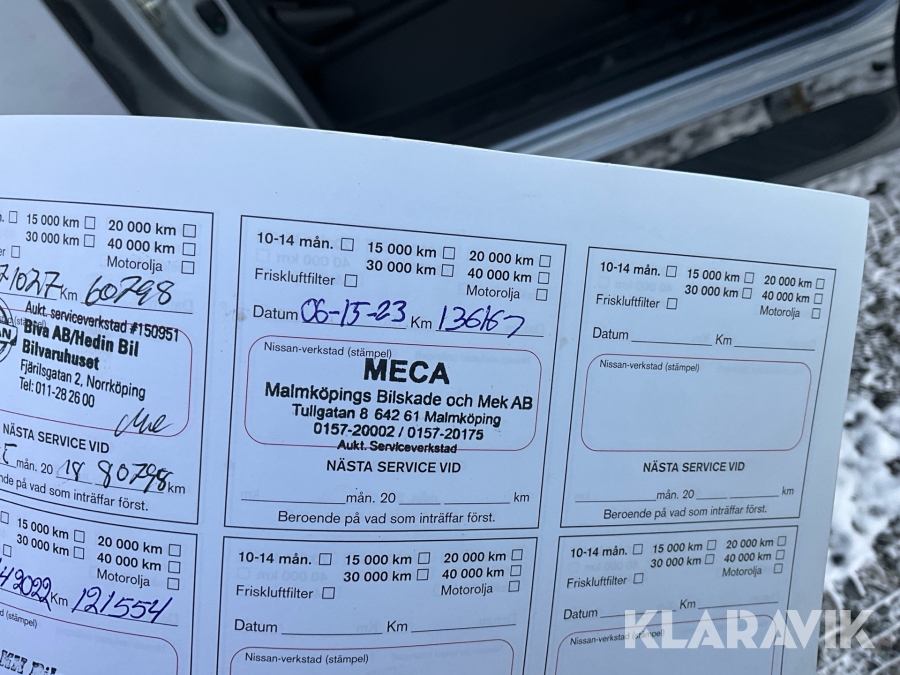 15 000 km 20 000 km
30 000 km 40 000 km
Motorolja
Km 60798
Aukt. serviceverkstad #150951
Biva AB/Hedin Bil
Bilvaruhuset
Fjärilsgatan 2, Norrköping
Tel: 011-28 26 00
NÄSTA SERVICE VID
mån. 20 18 80798 km
på vad som inträffar först.
15 000 km 20 000 km
30 000 km 40 000 km
Motorolja
Km 121554
stämpel)
10-14 mån. 15 000 km 20 000 km
30 000 km 40 000 km
Friskluftfilter Motorolja
Datum 06-15-23 Km 136167
Nissan-verkstad (stämpel)
MECA
Malmköpings Bilskade och Mek AB
Tullgatan 8 642 61 Malmköping
0157-20002 / 0157-20175
Aukt. Serviceverkstad
NÄSTA SERVICE VID
mån. 20 km
Beroende på vad som inträffar först.
10-14 mån. 15 000 km 20 000 km
30 000 km 40 000 km
Friskluftfilter Motorolja
Datum Km
Nissan-verkstad (stämpel)
10-14 mån. 15 000 km 20 000 km
30 000 km 40 000 km
Friskluftfilter Motorolja
Datum Km
Nissan-verkstad (stämpel)
NÄSTA SERVICE VID
mån. 20 km
Beroende på vad som inträffar först.
10-14 mån. 15 000 km 20 000 km
30 000 km 40 000 km
Friskluftfilter Motorolja
Datum Km
Nissan-verkstad (stämpel)
KLARAVIK